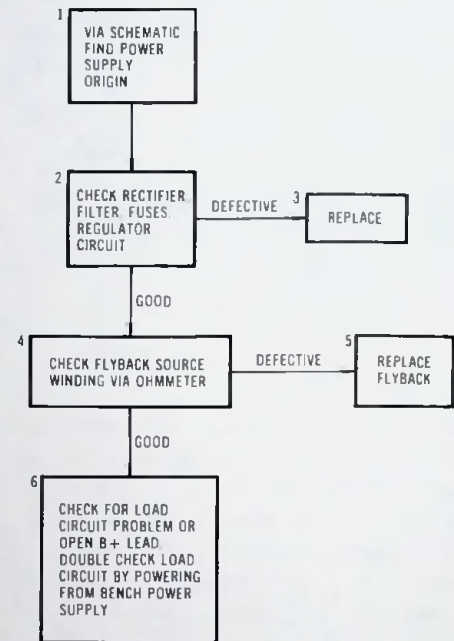 1
VIA SCHEMATIC
FIND POWER
SUPPLY
ORIGIN
2
CHECK RECTIFIER,
FILTER, FUSES,
REGULATOR
CIRCUIT
DEFECTIVE
3
REPLACE
GOOD
4
CHECK FLYBACK SOURCE
WINDING VIA OHMMETER
DEFECTIVE
5
REPLACE
FLYBACK
GOOD
6
CHECK FOR LOAD
CIRCUIT PROBLEM OR
OPEN B+ LEAD,
DOUBLE CHECK LOAD
CIRCUIT BY POWERING
FROM BENCH POWER
SUPPLY